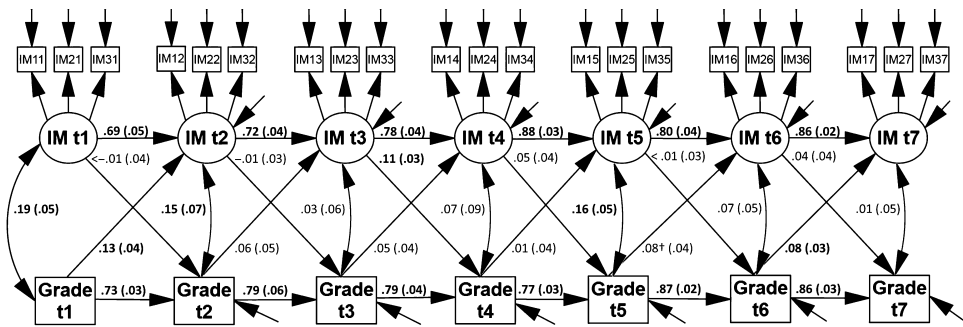 IM11 IM21 IM31 IM12 IM22 IM32 IM13 IM23 IM33 IM14 IM24 IM34 IM15 IM25 IM35 IM16 IM26 IM36 IM17 IM27 IM37
IM t1 .69 (.05) IM t2 .72 (.04) IM t3 .78 (.04) IM t4 .88 (.03) IM t5 .80 (.04) IM t6 .86 (.02) IM t7
<−.01 (.04) −.01 (.03) .11 (.03) .05 (.04) < .01 (.03) .04 (.04)
.19 (.05) .15 (.07) .03 (.06) .07 (.09) .16 (.05) .07 (.05) .01 (.05)
.13 (.04) .06 (.05) .05 (.04) .01 (.04) .08† (.04) .08 (.03)
Grade Grade Grade Grade Grade Grade Grade
.73 (.03) .79 (.06) .79 (.04) .77 (.03) .87 (.02) .86 (.03)
t1 t2 t3 t4 t5 t6 t7